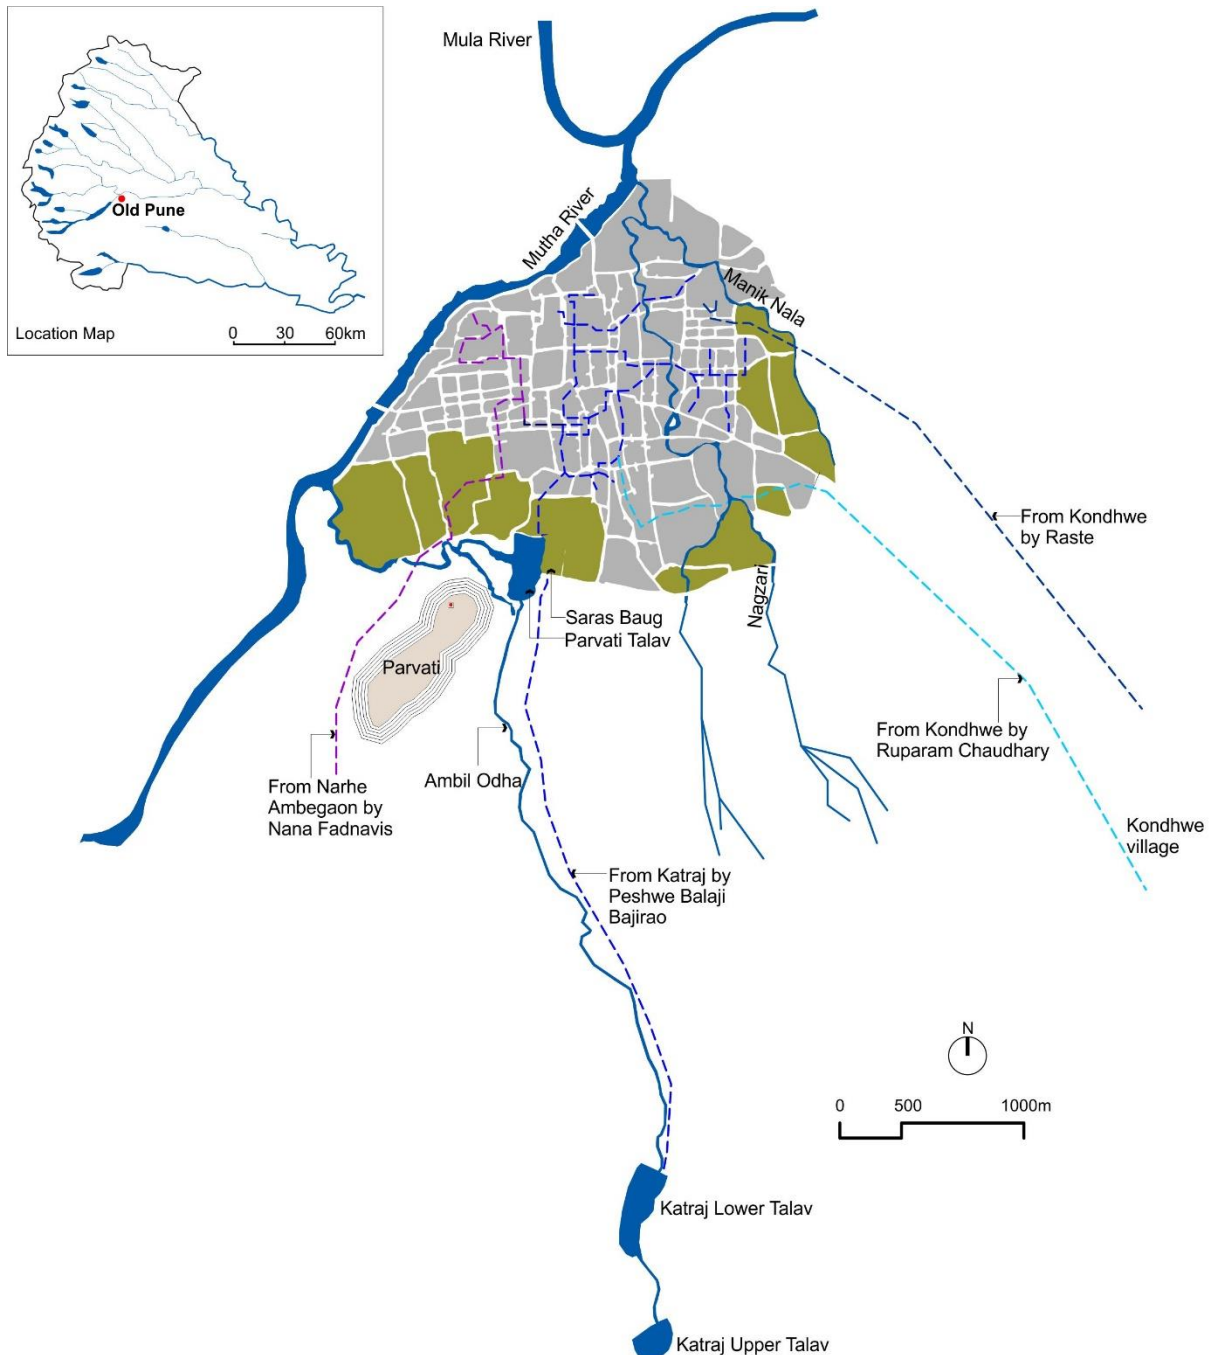 Mula River
Old Pune
Location Map
0 30 60km
Mutha River
Manik Nala
From Kondhwe
by Raste
Saras Baug
Parvati Talav
Nagzari
Parvati
From Kondhwe by
Ruparam Chaudhary
From Narhe
Ambegaon by
Nana Fadnavis
Ambil Odha
Kondhwe
village
From Katraj by
Peshwe Balaji
Bajirao
N
0 500 1000m
Katraj Lower Talav
Katraj Upper Talav